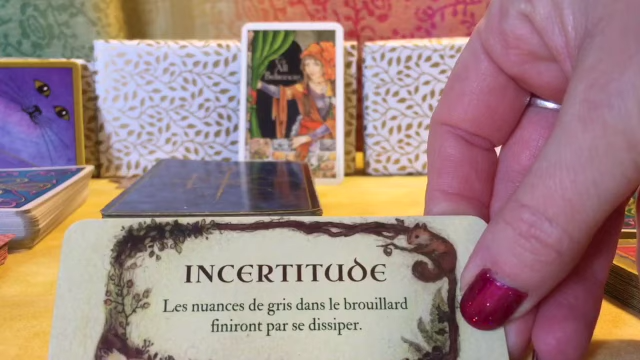 INCERTITUDE
Les nuances de gris dans le brouillard
finiront par se dissiper.